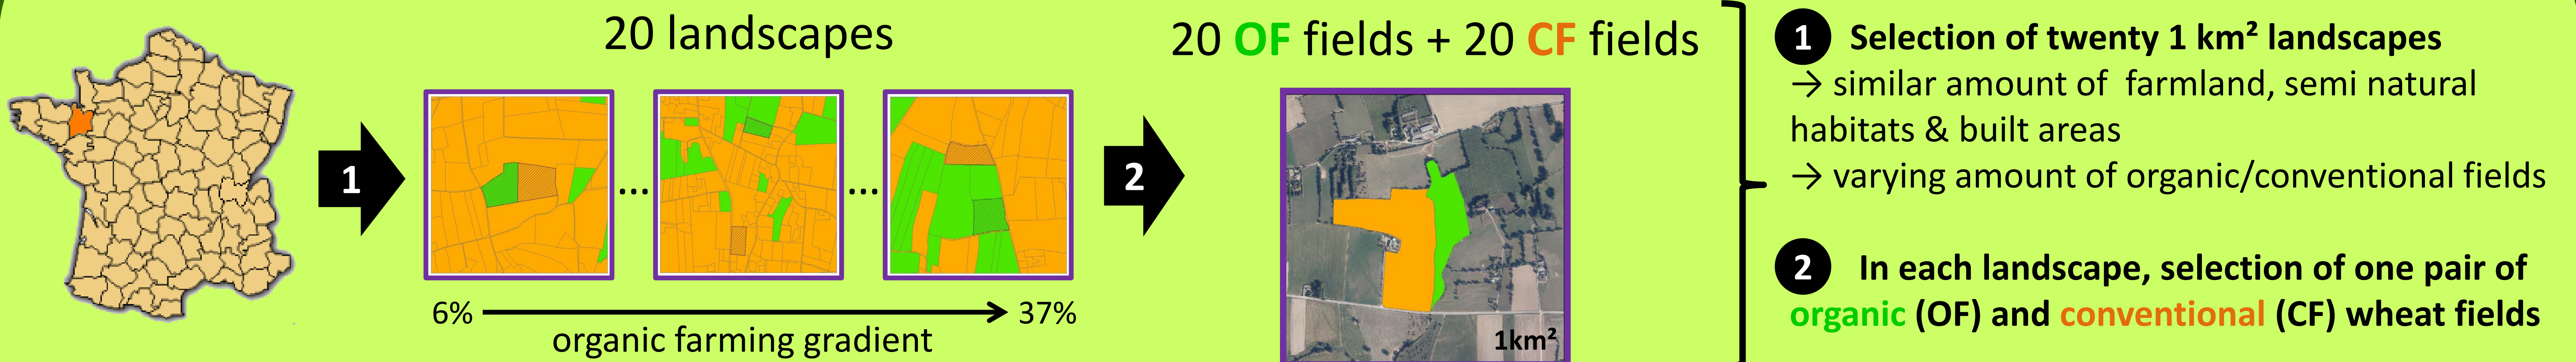 20 landscapes
1
...
...
6%
37%
organic farming gradient
2
20 OF fields + 20 CF fields
1km²
1 Selection of twenty 1 km² landscapes
→ similar amount of farmland, semi natural
habitats & built areas
→ varying amount of organic/conventional fields
2 In each landscape, selection of one pair of
organic (OF) and conventional (CF) wheat fields